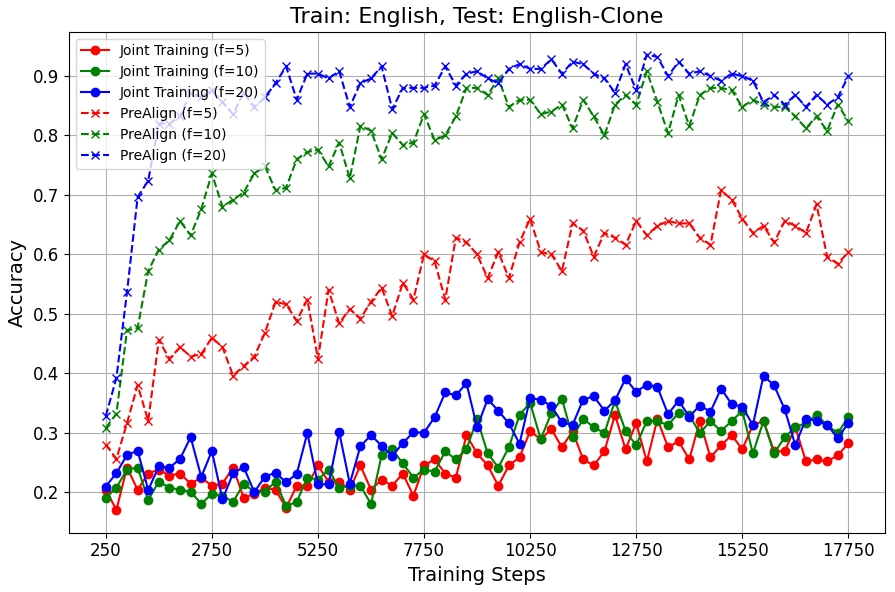 Train: English, Test: English-Clone
Joint Training (f=5)
Joint Training (f=10)
Joint Training (f=20)
PreAlign (f=5)
PreAlign (f=10)
PreAlign (f=20)
Accuracy
0.9
0.8
0.7
0.6
0.5
0.4
0.3
0.2
250 2750 5250 7750 10250 12750 15250 17750
Training Steps